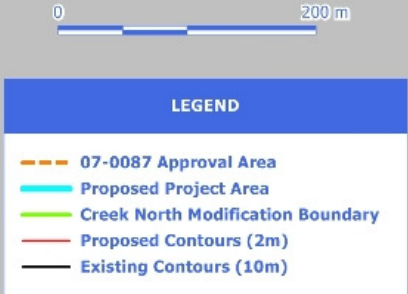 0 200 m
LEGEND
07-0087 Approval Area
Proposed Project Area
Creek North Modification Boundary
Proposed Contours (2m)
Existing Contours (10m)